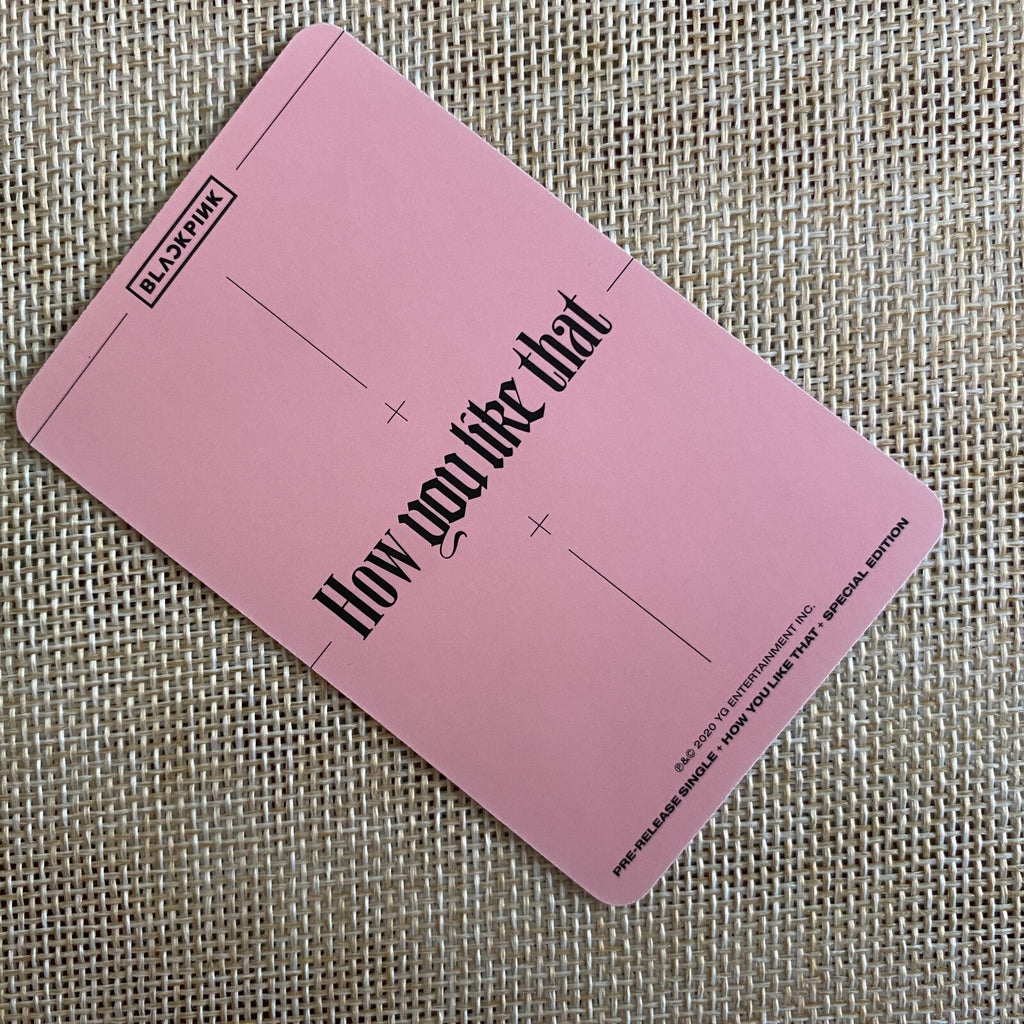 BLACKPINK
How you like that
℗&© 2020 YG ENTERTAINMENT INC.
PRE-RELEASE SINGLE + HOW YOU LIKE THAT + SPECIAL EDITION